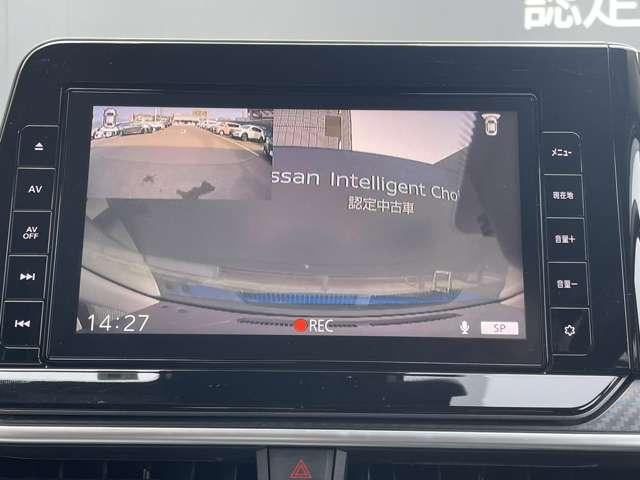 認定
AV
AV OFF
メニュー
現在地
音量+
音量−
ssan Intelligent Cho
認定中古車
14:27
REC
SP